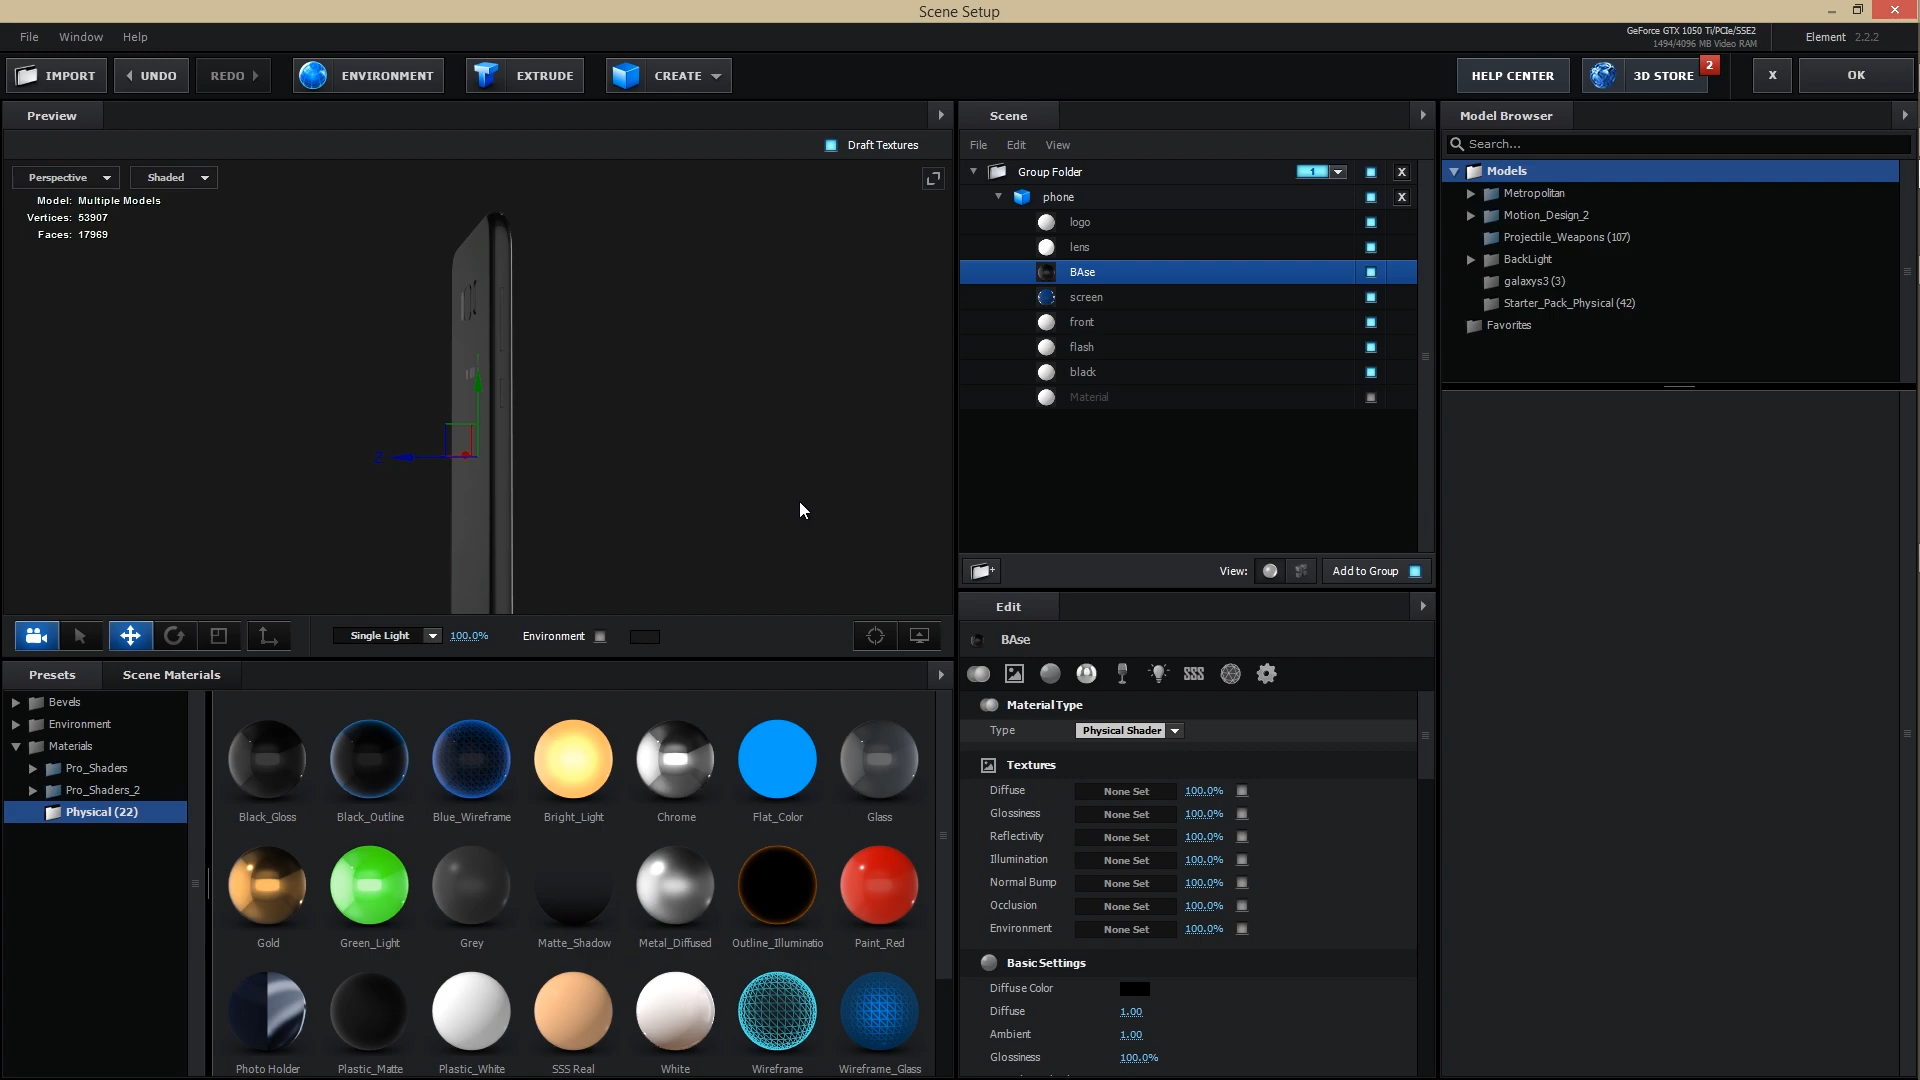 Scene Setup
File Window Help
GeForce GTX 1050 Ti/PCIe/SSE2
1494/4096 MB Video RAM
Element 2.2.2
IMPORT UNDO REDO ENVIRONMENT EXTRUDE CREATE HELP CENTER 3D STORE 2 X OK
Preview
Draft Textures
Perspective Shaded
Model: Multiple Models
Vertices: 53907
Faces: 17969
Z
Single Light 100.0% Environment
Scene
File Edit View
Group Folder 1 X
phone X
logo
lens
BAse
screen
front
flash
black
Material
View: Add to Group
Model Browser
Search...
Models
Metropolitan
Motion_Design_2
Projectile_Weapons (107)
BackLight
galaxys3 (3)
Starter_Pack_Physical (42)
Favorites
Presets Scene Materials
Bevels
Environment
Materials
Pro_Shaders
Pro_Shaders_2
Physical (22)
Black_Gloss Black_Outline Blue_Wireframe Bright_Light Chrome Flat_Color Glass
Gold Green_Light Grey Matte_Shadow Metal_Diffused Outline_Illuminatio Paint_Red
Photo Holder Plastic_Matte Plastic_White SSS Real White Wireframe Wireframe_Glass
Edit
BAse
SSS
Material Type
Type Physical Shader
Textures
Diffuse None Set 100.0%
Glossiness None Set 100.0%
Reflectivity None Set 100.0%
Illumination None Set 100.0%
Normal Bump None Set 100.0%
Occlusion None Set 100.0%
Environment None Set 100.0%
Basic Settings
Diffuse Color
Diffuse 1.00
Ambient 1.00
Glossiness 100.0%